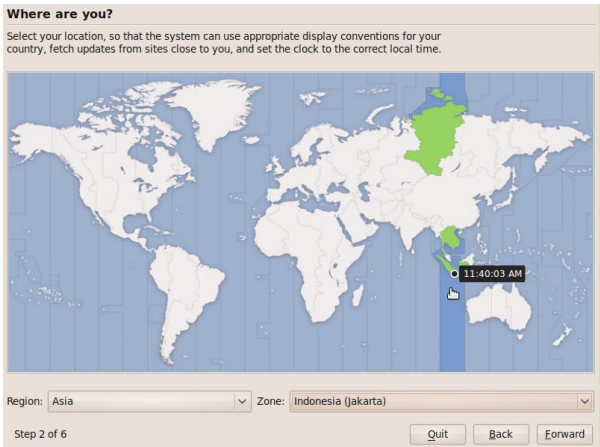 Where are you?
Select your location, so that the system can use appropriate display conventions for your
country, fetch updates from sites close to you, and set the clock to the correct local time.
11:40:03 AM
Region: Asia Zone: Indonesia (Jakarta)
Step 2 of 6 Quit Back Forward